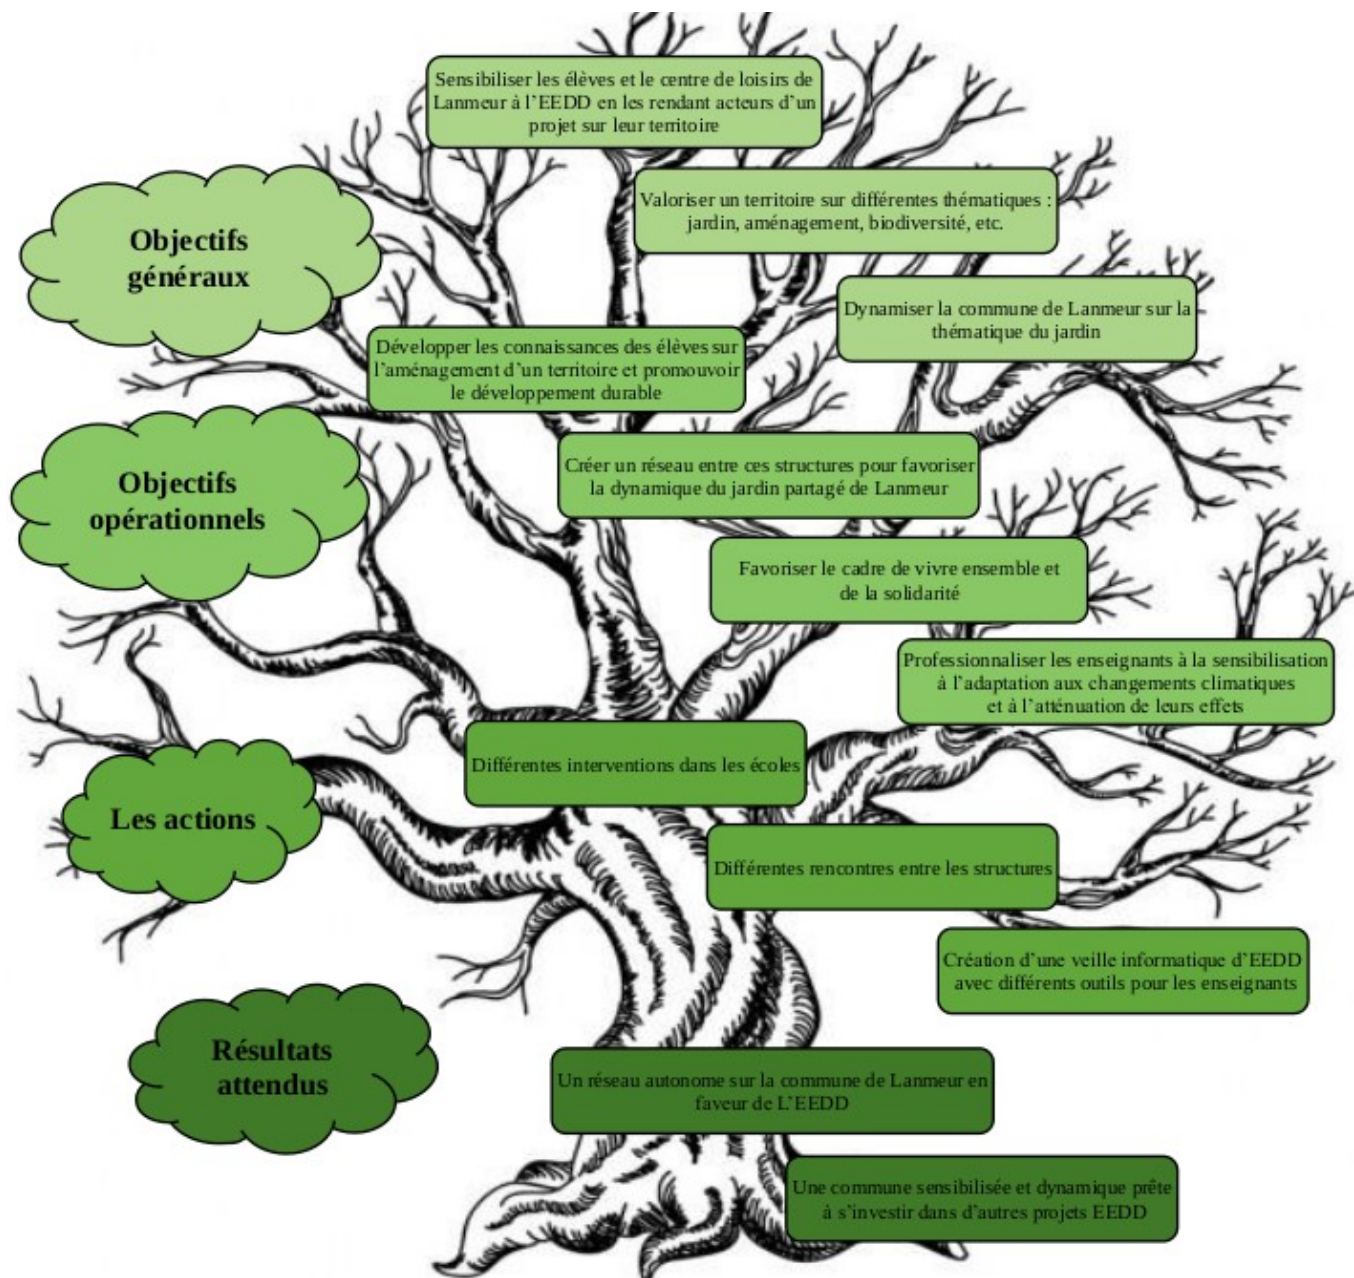 Sensibiliser les élèves et le centre de loisirs de
Lanmeur à l'EEDD en les rendant acteurs d'un
projet sur leur territoire
Valoriser un territoire sur différentes thématiques :
jardin, aménagement, biodiversité, etc.
Objectifs
généraux
Dynamiser la commune de Lanmeur sur la
thématique du jardin
Développer les connaissances des élèves sur
l'aménagement d'un territoire et promouvoir
le développement durable
Créer un réseau entre ces structures pour favoriser
la dynamique du jardin partagé de Lanmeur
Objectifs
opérationnels
Favoriser le cadre de vivre ensemble et
de la solidarité
Professionnaliser les enseignants à la sensibilisation
à l'adaptation aux changements climatiques
et à l'atténuation de leurs effets
Différentes interventions dans les écoles
Les actions
Différentes rencontres entre les structures
Création d'une veille informatique d'EEDD
avec différents outils pour les enseignants
Résultats
attendus
Un réseau autonome sur la commune de Lanmeur en
faveur de L'EEDD
Une commune sensibilisée et dynamique prête
à s'investir dans d'autres projets EEDD